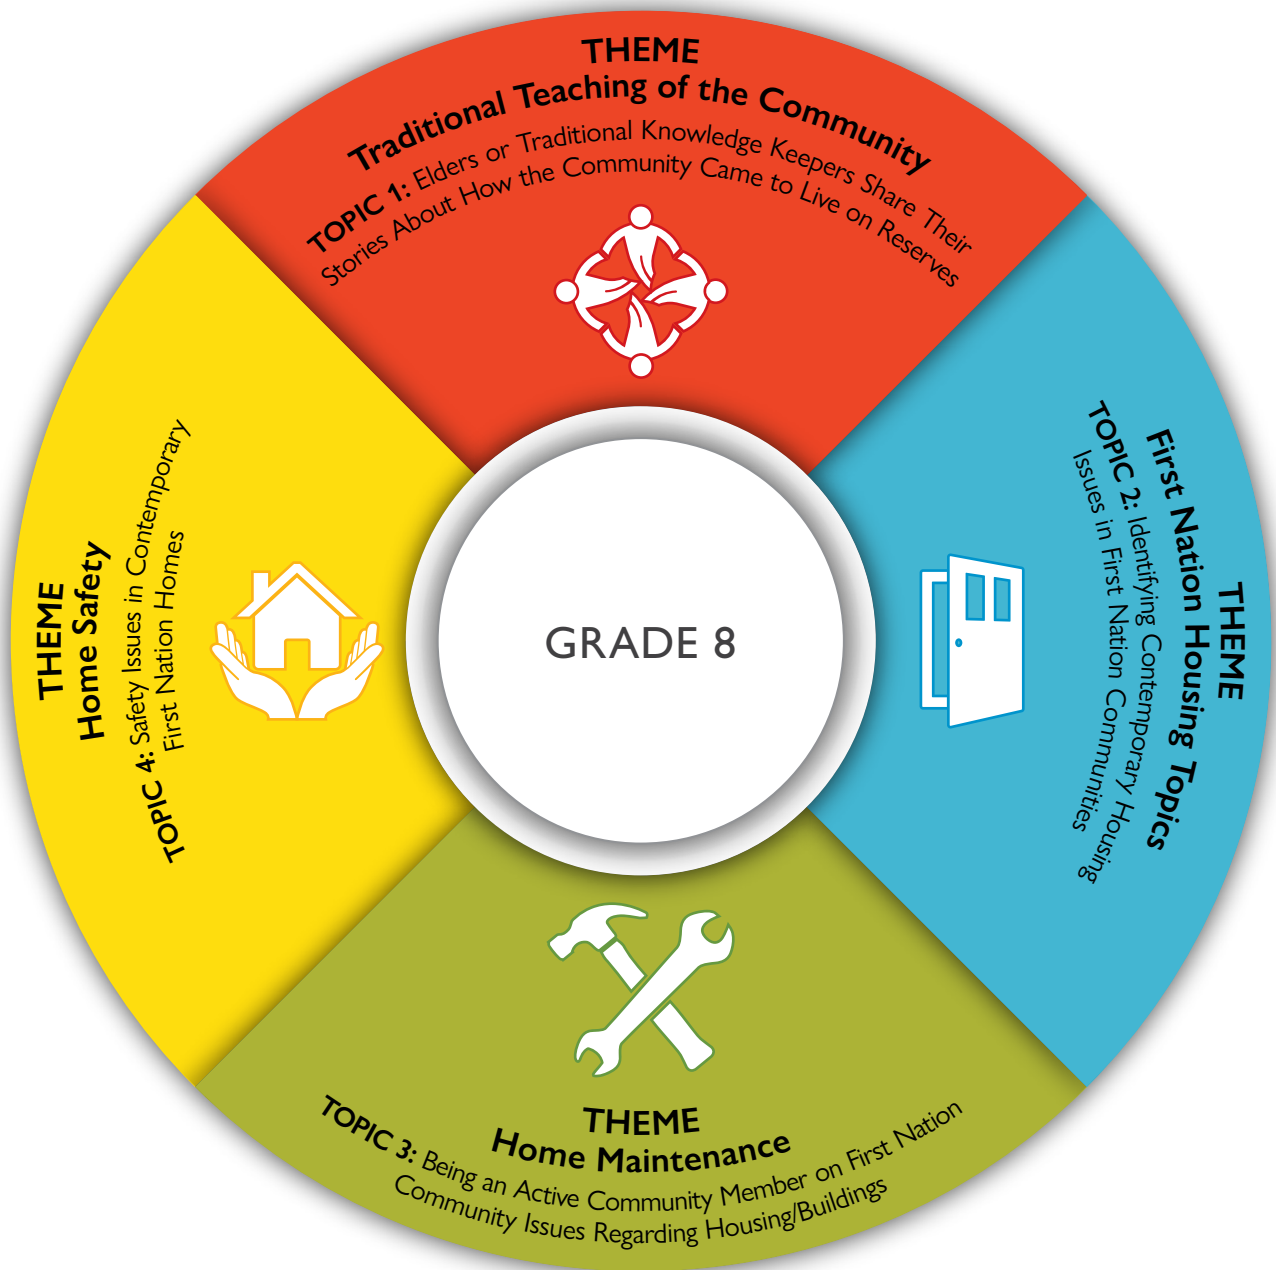 THEME
Traditional Teaching of the Community
TOPIC 1: Elders or Traditional Knowledge Keepers Share Their
Stories About How the Community Came to Live on Reserves
THEME
First Nation Housing Topics
TOPIC 2: Identifying Contemporary Housing
Issues in First Nation Communities
THEME
Home Maintenance
TOPIC 3: Being an Active Community Member on First Nation
Community Issues Regarding Housing/Buildings
THEME
Home Safety
TOPIC 4: Safety Issues in Contemporary
First Nation Homes
GRADE 8